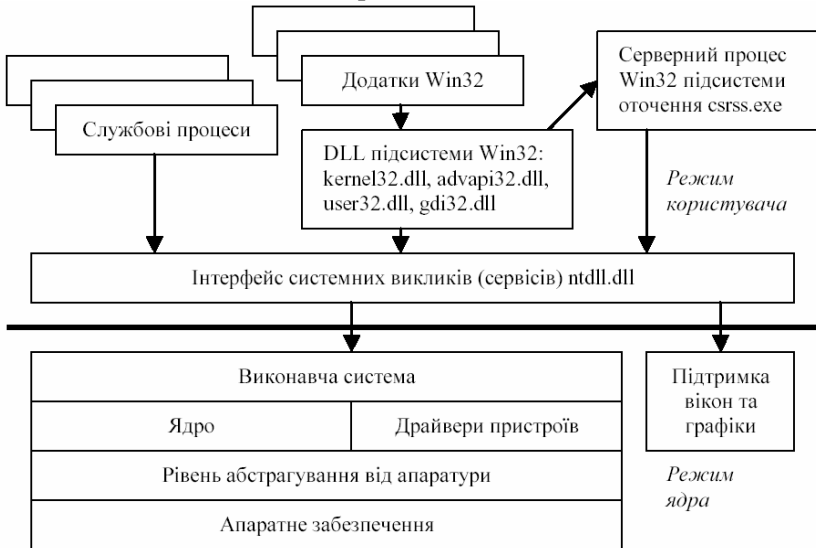 Додатки Win32
Серверний процес
Win32 підсистеми
оточення csrss.exe
Службові процеси
DLL підсистеми Win32:
kernel32.dll, advapi32.dll,
user32.dll, gdi32.dll
Режим
користувача
Інтерфейс системних викликів (сервісів) ntdll.dll
Виконавча система
Підтримка
вікон та
графіки
Ядро
Драйвери пристроїв
Рівень абстрагування від апаратури
Режим
ядра
Апаратне забезпечення